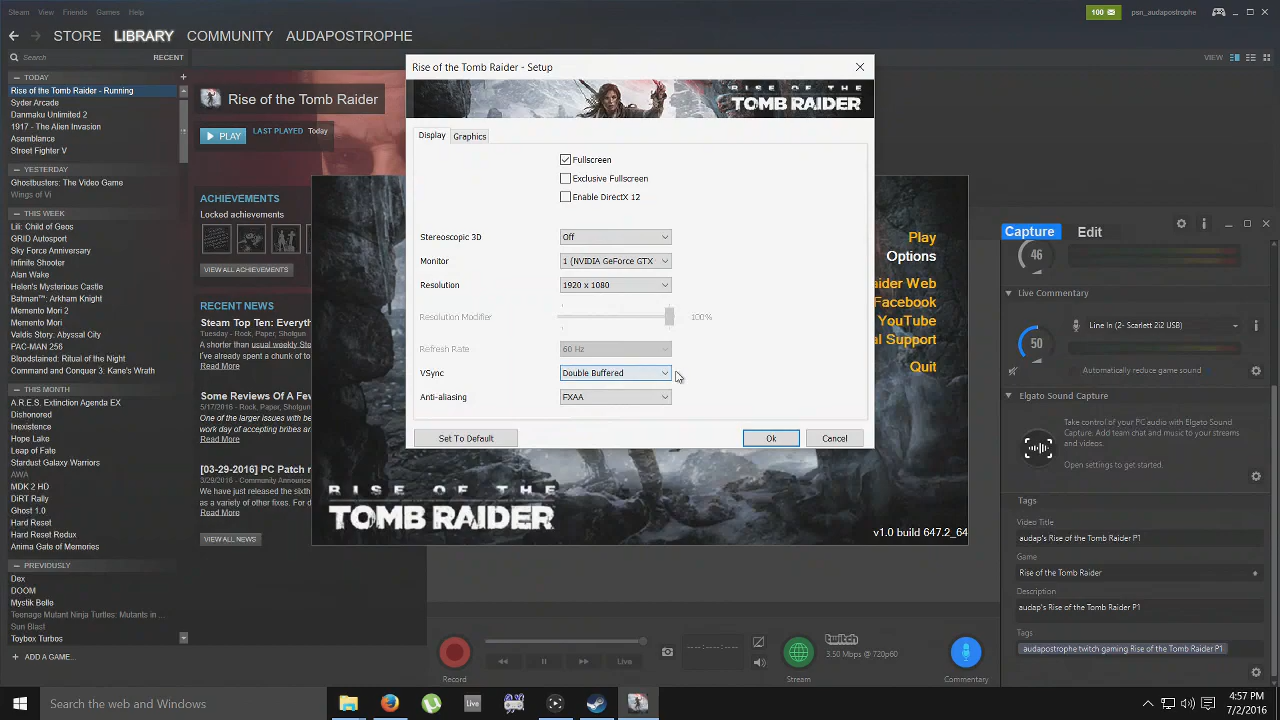 Steam View Friends Games Help
100
psn_audapostrophe
STORE LIBRARY COMMUNITY AUDAPOSTROPHE
Search
RECENT
VIEW
TODAY
Rise of the Tomb Raider - Running
Syder Arcade
Danmaku Unlimited 2
1917 - The Alien Invasion
Assemblance
Street Fighter V
YESTERDAY
Ghostbusters: The Video Game
Wings of Vi
THIS WEEK
Lili: Child of Geos
GRID Autosport
Sky Force Anniversary
Infinite Shooter
Alan Wake
Helen's Mysterious Castle
Batman™: Arkham Knight
Memento Mori 2
Memento Mori
Valdis Story: Abyssal City
PAC-MAN 256
Bloodstained: Ritual of the Night
Command and Conquer 3: Kane's Wrath
THIS MONTH
A.R.E.S. Extinction Agenda EX
Dishonored
Inexistence
Hope Lake
Leap of Fate
Stardust Galaxy Warriors
AWA
MDK 2 HD
DiRT Rally
Ghost 1.0
Hard Reset
Hard Reset Redux
Anima Gate of Memories
PREVIOUSLY
Dex
DOOM
Mystik Belle
Teenage Mutant Ninja Turtles: Mutants in ...
Sun Blast
Toybox Turbos
ADD A GAME...
Rise of the Tomb Raider
PLAY
LAST PLAYED Today
ACHIEVEMENTS
Locked achievements
VIEW ALL ACHIEVEMENTS
RECENT NEWS
Steam Top Ten: Everyth
5/17/2016 - Rock, Paper, Shotgun
A shorter than usual weekly Ste
I've already spent a chunk of to
Read More
Some Reviews Of A Few
5/17/2016 - Rock, Paper, Shotgun
One of the larger issues with ber
period of accepting bribes and
Read More
[03-29-2016] PC Patch n
3/29/2016 - Community Announce
We have just released the sixth
as a variety of other fixes. For d
Read More
VIEW ALL NEWS
Rise of the Tomb Raider - Setup
RISE OF THE
TOMB RAIDER
Display Graphics
Fullscreen
Exclusive Fullscreen
Enable DirectX 12
Stereoscopic 3D Off
Monitor 1 (NVIDIA GeForce GTX
Resolution 1920 x 1080
Resolution Modifier 100%
Refresh Rate 60 Hz
VSync Double Buffered
Anti-aliasing FXAA
Set To Default Ok Cancel
Play
Options
aider Web
Facebook
YouTube
al Support
Quit
RISE OF THE
TOMB RAIDER
v1.0 build 647.2_64
Capture Edit
46
Live Commentary
50
Line In (2- Scarlett 2i2 USB)
Automatically reduce game sound
Elgato Sound Capture
Take control of your PC audio with Elgato
Sound Capture. Add team chat and music to your streams
and videos.
Open settings to get started.
Tags
Video Title
audap's Rise of the Tomb Raider P1
Game
Rise of the Tomb Raider
Description
audap's Rise of the Tomb Raider P1
Tags
audapostrophe twitch gaming Rise of the Tomb Raider P1
Record
Live
--:--:--
Stream
twitch
3.50 Mbps @ 720p60
Commentary
Search the web and Windows
Live
4:57 PM
7/2/2016